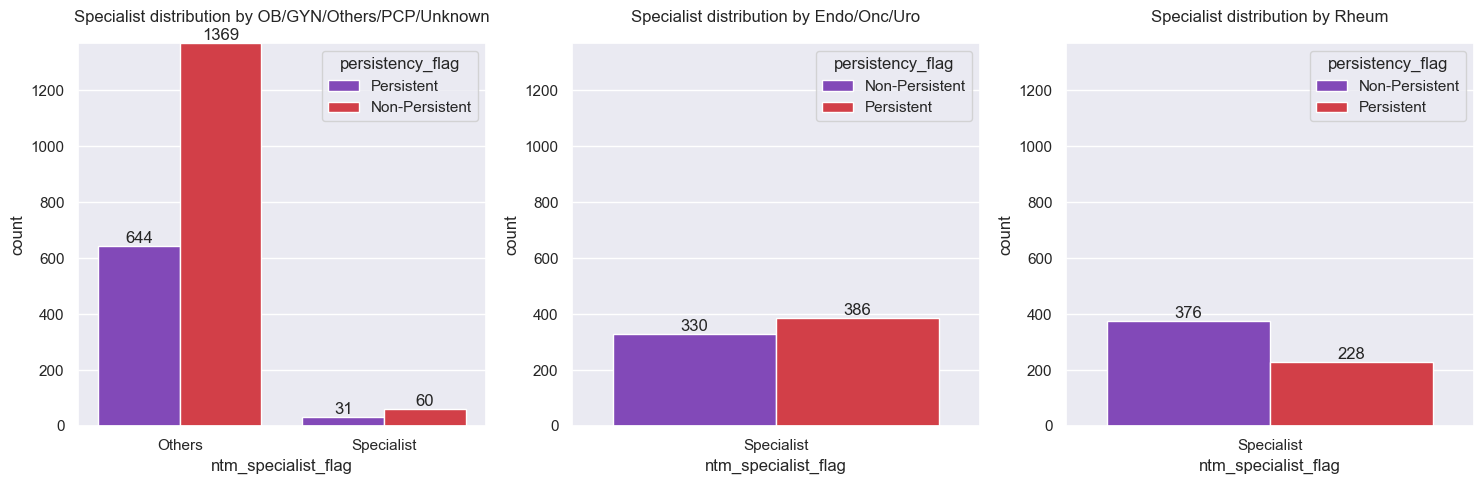 Specialist distribution by OB/GYN/Others/PCP/Unknown
1369
persistency_flag
Persistent
Non-Persistent
1200
1000
800
644
600
400
200
31
60
0
Others
Specialist
count
ntm_specialist_flag
Specialist distribution by Endo/Onc/Uro
persistency_flag
Non-Persistent
Persistent
1200
1000
800
600
400
330
386
200
0
Specialist
count
ntm_specialist_flag
Specialist distribution by Rheum
persistency_flag
Non-Persistent
Persistent
1200
1000
800
600
400
376
228
200
0
Specialist
count
ntm_specialist_flag